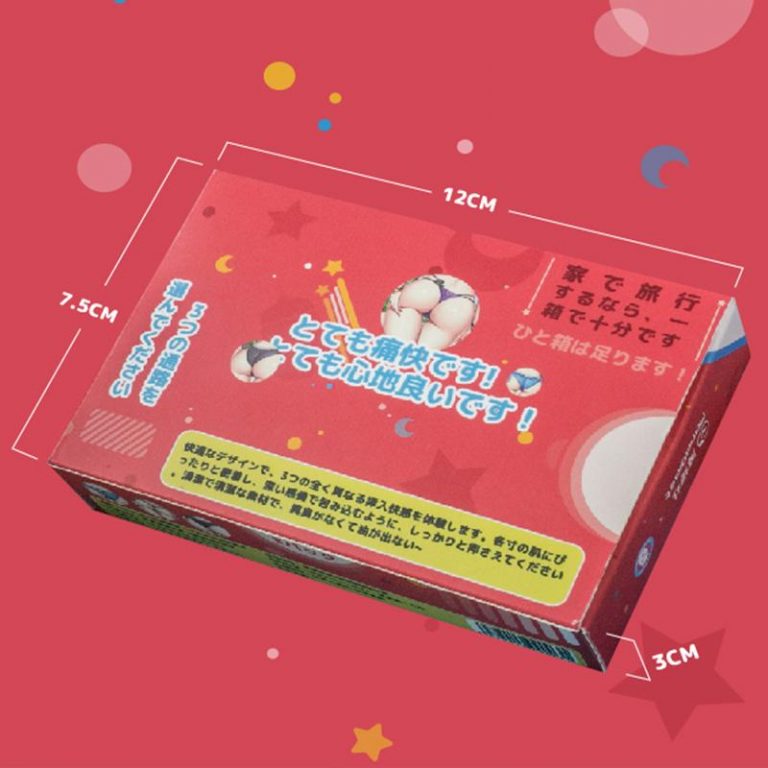 12CM
7.5CM
家で旅行
するなら、一
箱で十分です
ひと箱は足ります!
3つの通路を
選んでください
とても痛快です!
とても心地良いです!
快適なデザインで、3つの全く異なる挿入快感を体験します。各寸の肌にぴ
ったりと密着し、深い感情で包み込むように、しっかりと押さえてください
。清潔で清潔な素材で、異臭がなくて油が出ない~
3CM